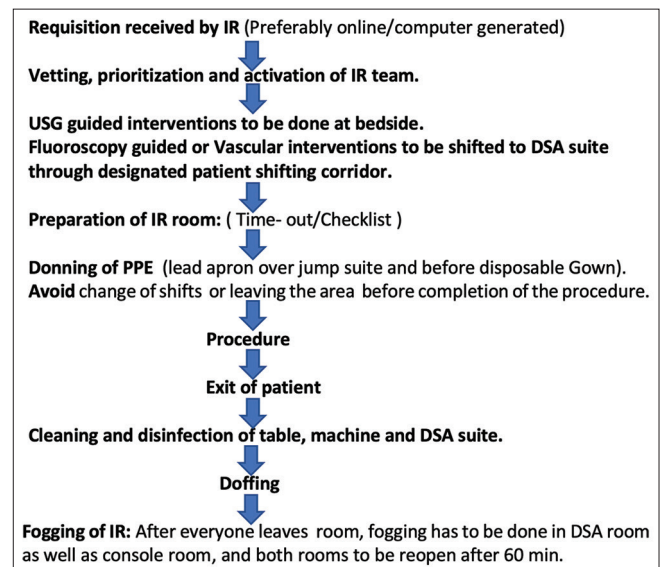 Requisition received by IR (Preferably online/computer generated)
Vetting, prioritization and activation of IR team.
USG guided interventions to be done at bedside.
Fluoroscopy guided or Vascular interventions to be shifted to DSA suite
through designated patient shifting corridor.
Preparation of IR room: ( Time- out/Checklist )
Donning of PPE (lead apron over jump suite and before disposable Gown).
Avoid change of shifts or leaving the area before completion of the procedure.
Procedure
Exit of patient
Cleaning and disinfection of table, machine and DSA suite.
Doffing
Fogging of IR: After everyone leaves room, fogging has to be done in DSA room
as well as console room, and both rooms to be reopen after 60 min.